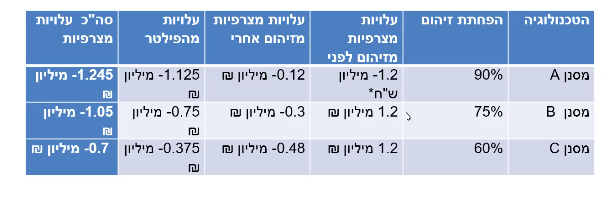 הטכנולוגיה
הפחתת זיהום
עלויות
מצרפיות
מזיהום לפני
עלויות מצרפיות
מזיהום אחרי
עלויות
מהפילטר
סה"כ עלויות
מצרפיות
מסנן A
90%
-1.2 מיליון
ש"ח*
-0.12 מיליון ₪
-1.125 מיליון
₪
-1.245 מיליון
₪
מסנן B
75%
1.2 מיליון ₪
-0.3 מיליון ₪
-0.75 מיליון
₪
-1.05 מיליון
₪
מסנן C
60%
1.2 מיליון ₪
-0.48 מיליון ₪
-0.375 מיליון
₪
-0.7 מיליון ₪